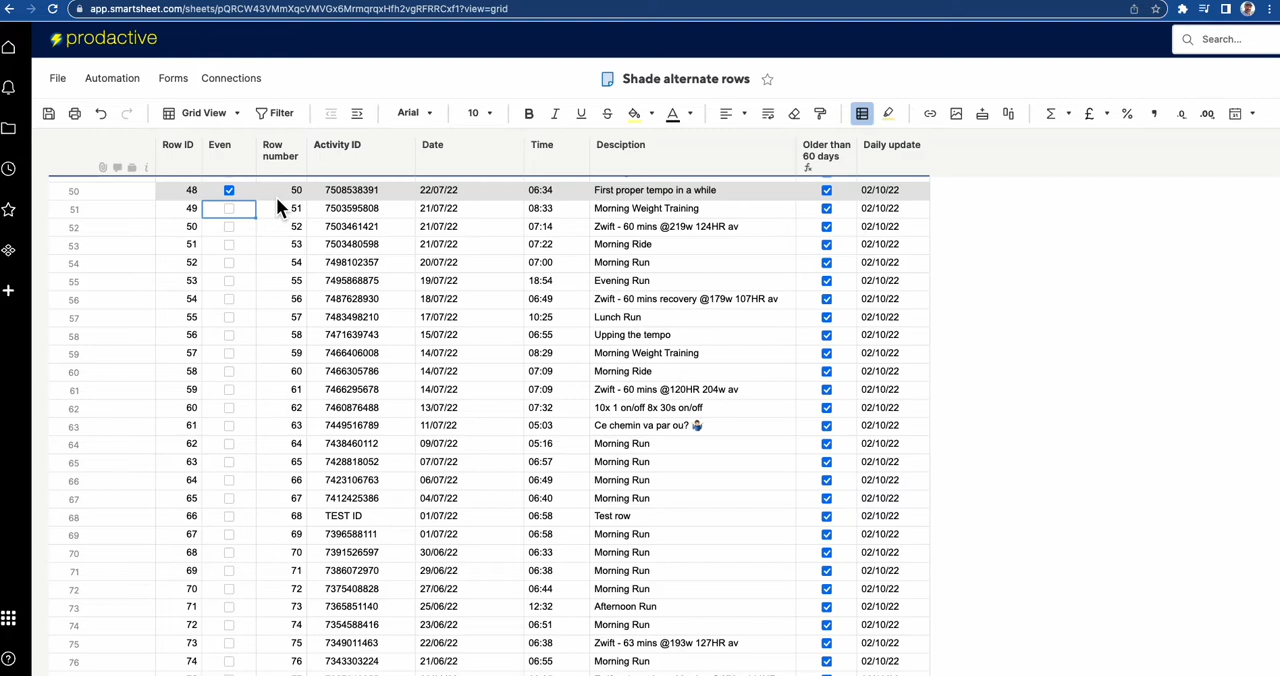 app.smartsheet.com/sheets/pQRCW43VMmXqcVMVGx6MrmqrqxHfh2vgRFRRCxf1?view=grid
prodactive
Search...
File Automation Forms Connections Shade alternate rows
Grid View Filter Arial 10 B I U S A Σ £ % , .0 .00
Row ID Even Row number Activity ID Date Time Desciption Older than 60 days fx Daily update
50 48 50 7508538391 22/07/22 06:34 First proper tempo in a while 02/10/22
51 49 51 7503595808 21/07/22 08:33 Morning Weight Training 02/10/22
52 50 52 7503461421 21/07/22 07:14 Zwift - 60 mins @219w 124HR av 02/10/22
53 51 53 7503480598 21/07/22 07:22 Morning Ride 02/10/22
54 52 54 7498102357 20/07/22 07:00 Morning Run 02/10/22
55 53 55 7495868875 19/07/22 18:54 Evening Run 02/10/22
56 54 56 7487628930 18/07/22 06:49 Zwift - 60 mins recovery @179w 107HR av 02/10/22
57 55 57 7483498210 17/07/22 10:25 Lunch Run 02/10/22
58 56 58 7471639743 15/07/22 06:55 Upping the tempo 02/10/22
59 57 59 7466406008 14/07/22 08:29 Morning Weight Training 02/10/22
60 58 60 7466305786 14/07/22 07:09 Morning Ride 02/10/22
61 59 61 7466295678 14/07/22 07:09 Zwift - 60 mins @120HR 204w av 02/10/22
62 60 62 7460876488 13/07/22 07:32 10x 1 on/off 8x 30s on/off 02/10/22
63 61 63 7449516789 11/07/22 05:03 Ce chemin va par ou? 🤷🏽‍♂️ 02/10/22
64 62 64 7438460112 09/07/22 05:16 Morning Run 02/10/22
65 63 65 7428818052 07/07/22 06:57 Morning Run 02/10/22
66 64 66 7423106763 06/07/22 06:49 Morning Run 02/10/22
67 65 67 7412425386 04/07/22 06:40 Morning Run 02/10/22
68 66 68 TEST ID 01/07/22 06:58 Test row 02/10/22
69 67 69 7396588111 01/07/22 06:58 Morning Run 02/10/22
70 68 70 7391526597 30/06/22 06:33 Morning Run 02/10/22
71 69 71 7386072970 29/06/22 06:38 Morning Run 02/10/22
72 70 72 7375408828 27/06/22 06:44 Morning Run 02/10/22
73 71 73 7365851140 25/06/22 12:32 Afternoon Run 02/10/22
74 72 74 7354588416 23/06/22 06:51 Morning Run 02/10/22
75 73 75 7349011463 22/06/22 06:38 Zwift - 63 mins @193w 127HR av 02/10/22
76 74 76 7343303224 21/06/22 06:55 Morning Run 02/10/22